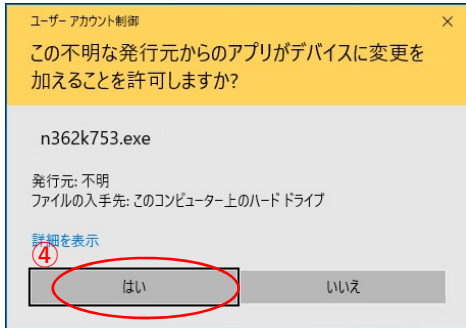 ユーザー アカウント制御
この不明な発行元からのアプリがデバイスに変更を
加えることを許可しますか?
n362k753.exe
発行元: 不明
ファイルの入手先: このコンピューター上のハード ドライブ
詳細を表示
④
はい
いいえ